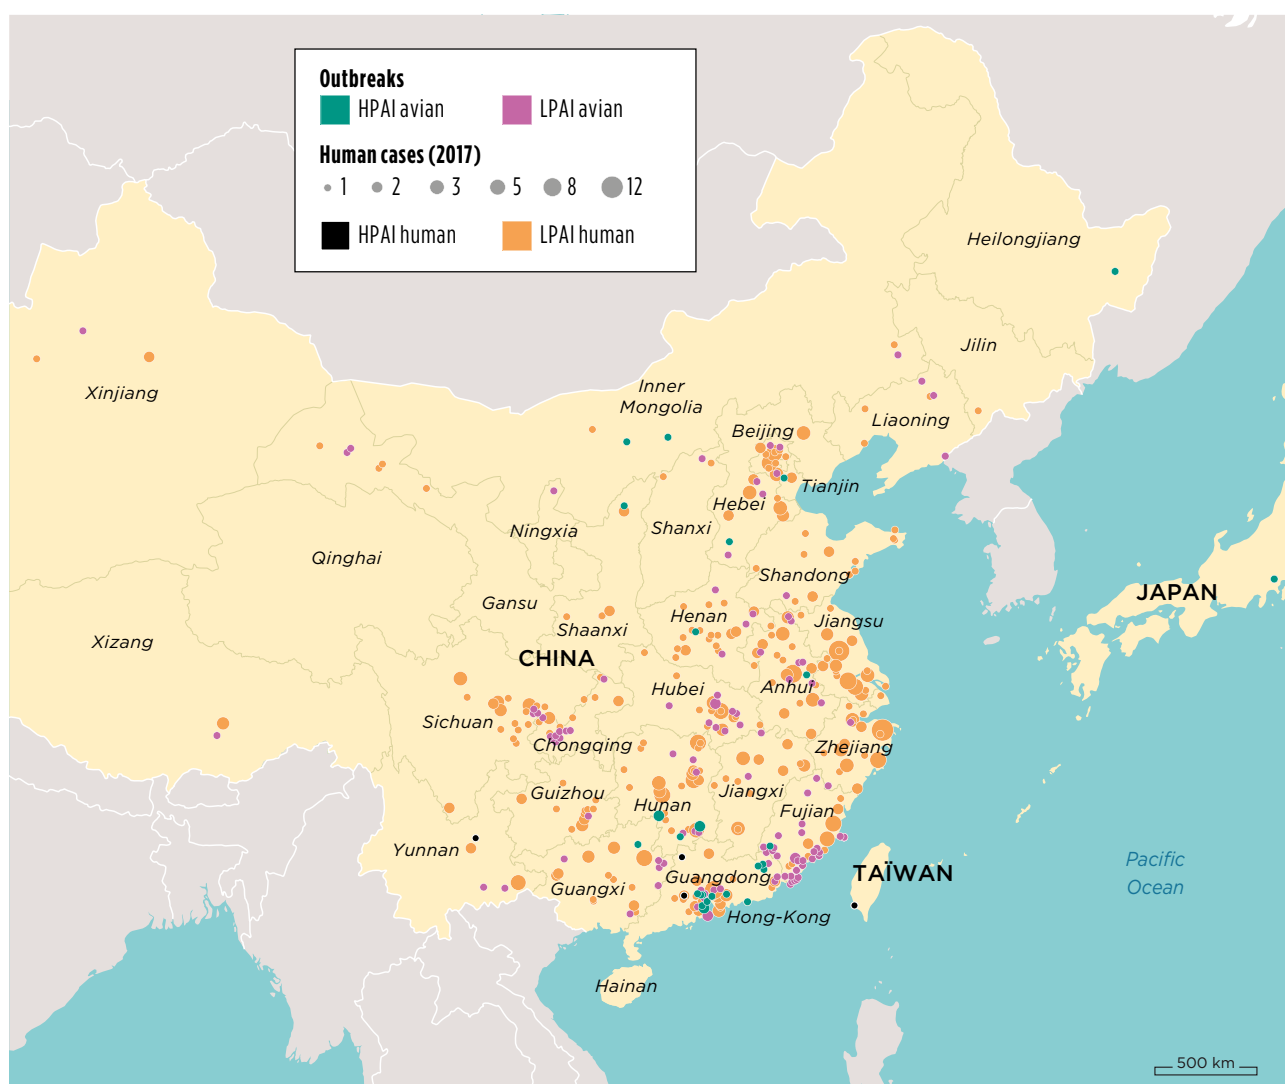 Outbreaks
HPAI avian
LPAI avian
Human cases (2017)
1 2 3 5 8 12
HPAI human
LPAI human
Heilongjiang
Jilin
Xinjiang
Inner
Mongolia
Liaoning
Beijing
Tianjin
Hebei
Ningxia
Shanxi
Qinghai
Shandong
JAPAN
Gansu
Henan
Jiangsu
Shaanxi
Xizang
CHINA
Hubei
Anhui
Sichuan
Chongqing
Zhejiang
Guizhou
Jiangxi
Hunan
Fujian
Yunnan
TAÏWAN
Pacific
Ocean
Guangdong
Guangxi
Hong-Kong
Hainan
500 km